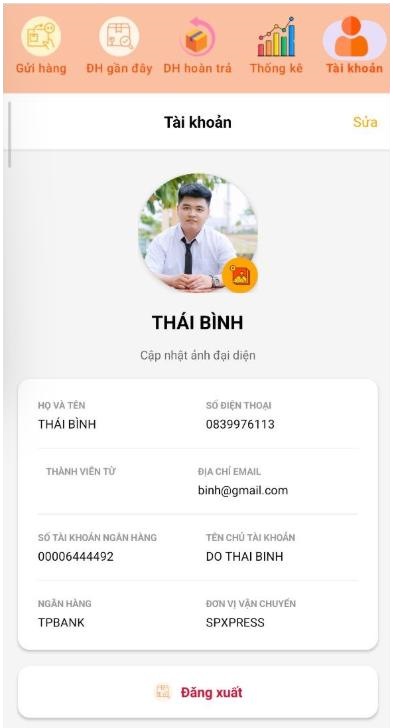 Gửi hàng
ĐH gần đây
DH hoàn trả
Thống kê
Tài khoản
Tài khoản
Sửa
THÁI BÌNH
Cập nhật ảnh đại diện
HỌ VÀ TÊN
SỐ ĐIỆN THOẠI
THÁI BÌNH
0839976113
THÀNH VIÊN TỪ
ĐỊA CHỈ EMAIL
binh@gmail.com
SỐ TÀI KHOẢN NGÂN HÀNG
TÊN CHỦ TÀI KHOẢN
00006444492
DO THAI BINH
NGÂN HÀNG
ĐƠN VỊ VẬN CHUYỂN
TPBANK
SPXPRESS
Đăng xuất